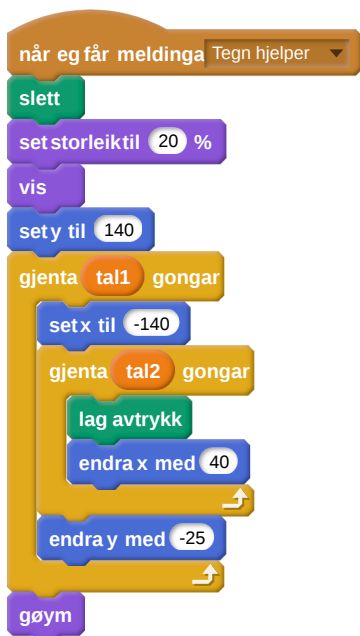 når eg får meldinga Tegn hjelper
slett
set storleik til 20 %
vis
set y til 140
gjenta tal1 gongar
set x til -140
gjenta tal2 gongar
lag avtrykk
endra x med 40
endra y med -25
gøym